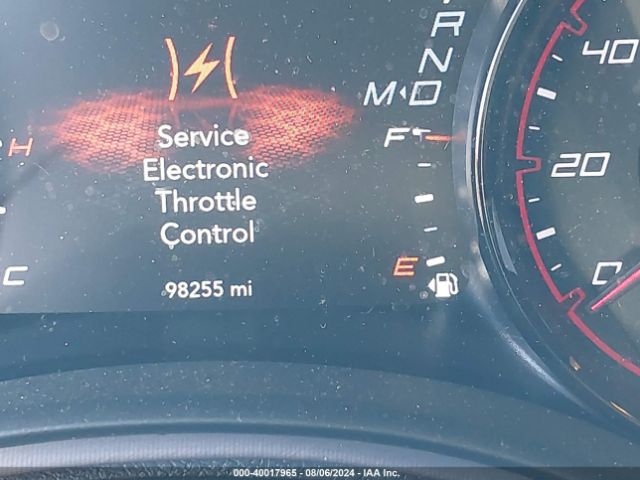 R
N
M D
F
H
Service
Electronic
Throttle
Control
E
C
98255 mi
40
20
0
000-40017965 - 08/06/2024 - IAA Inc.